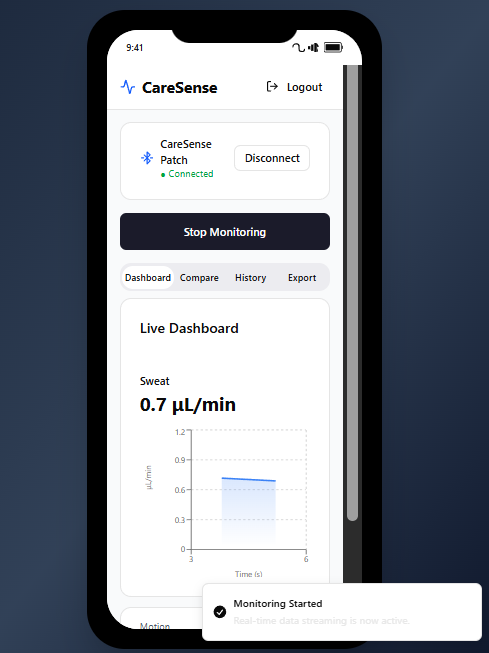 9:41
CareSense
Logout
CareSense
Patch
Connected
Disconnect
Stop Monitoring
Dashboard Compare History Export
Live Dashboard
Sweat
0.7 µL/min
1.2
0.9
0.6
0.3
0
µL/min
3 6
Time (s)
Motion
Monitoring Started
Real-time data streaming is now active.